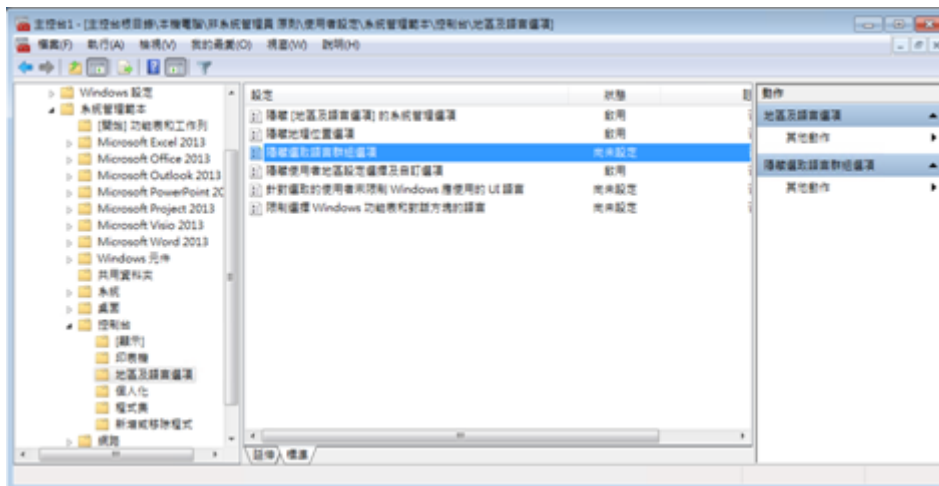 主控台1 - [主控台根目錄\本機電腦\非系統管理員 原則\使用者設定\系統管理範本\控制台\地區及語言選項]
檔案(F) 執行(A) 檢視(V) 我的最愛(O) 視窗(W) 說明(H)
Windows 設定
系統管理範本
[開始] 功能表和工作列
Microsoft Excel 2013
Microsoft Office 2013
Microsoft Outlook 2013
Microsoft PowerPoint 20
Microsoft Project 2013
Microsoft Visio 2013
Microsoft Word 2013
Windows 元件
共用資料夾
系統
桌面
控制台
[顯示]
印表機
地區及語言選項
個人化
程式集
新增或移除程式
網路
設定 狀態
隱藏 [地區及語言選項] 的系統管理選項 啟用
隱藏地理位置選項 啟用
隱藏選取語言群組選項 尚未設定
隱藏使用者地區設定選擇及自訂選項 啟用
針對選取的使用者來限制 Windows 應使用的 UI 語言 尚未設定
限制選擇 Windows 功能表和對話方塊的語言 尚未設定
延伸 標準
動作
地區及語言選項
其他動作
隱藏選取語言群組選項
其他動作